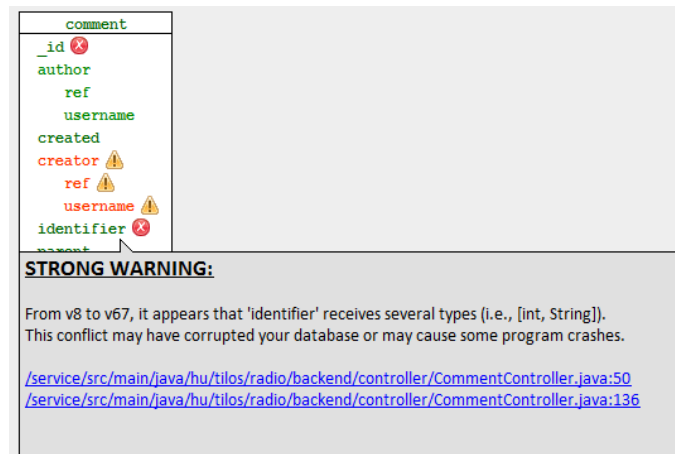 comment
_id
author
ref
username
created
creator
ref
username
identifier
STRONG WARNING:
From v8 to v67, it appears that 'identifier' receives several types (i.e., [int, String]).
This conflict may have corrupted your database or may cause some program crashes.
/service/src/main/java/hu/tilos/radio/backend/controller/CommentController.java:50
/service/src/main/java/hu/tilos/radio/backend/controller/CommentController.java:136